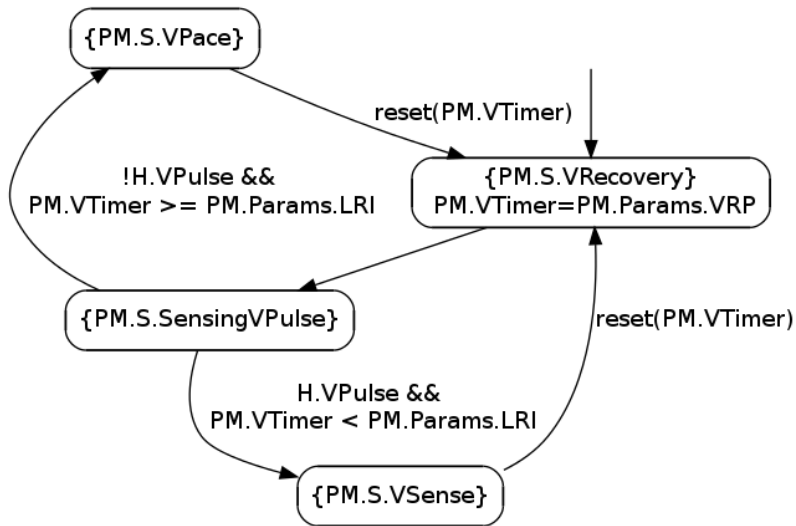 {PM.S.VPace}
reset(PM.VTimer)
!H.VPulse &&
PM.VTimer >= PM.Params.LRI
{PM.S.VRecovery}
PM.VTimer=PM.Params.VRP
{PM.S.SensingVPulse}
reset(PM.VTimer)
H.VPulse &&
PM.VTimer < PM.Params.LRI
{PM.S.VSense}